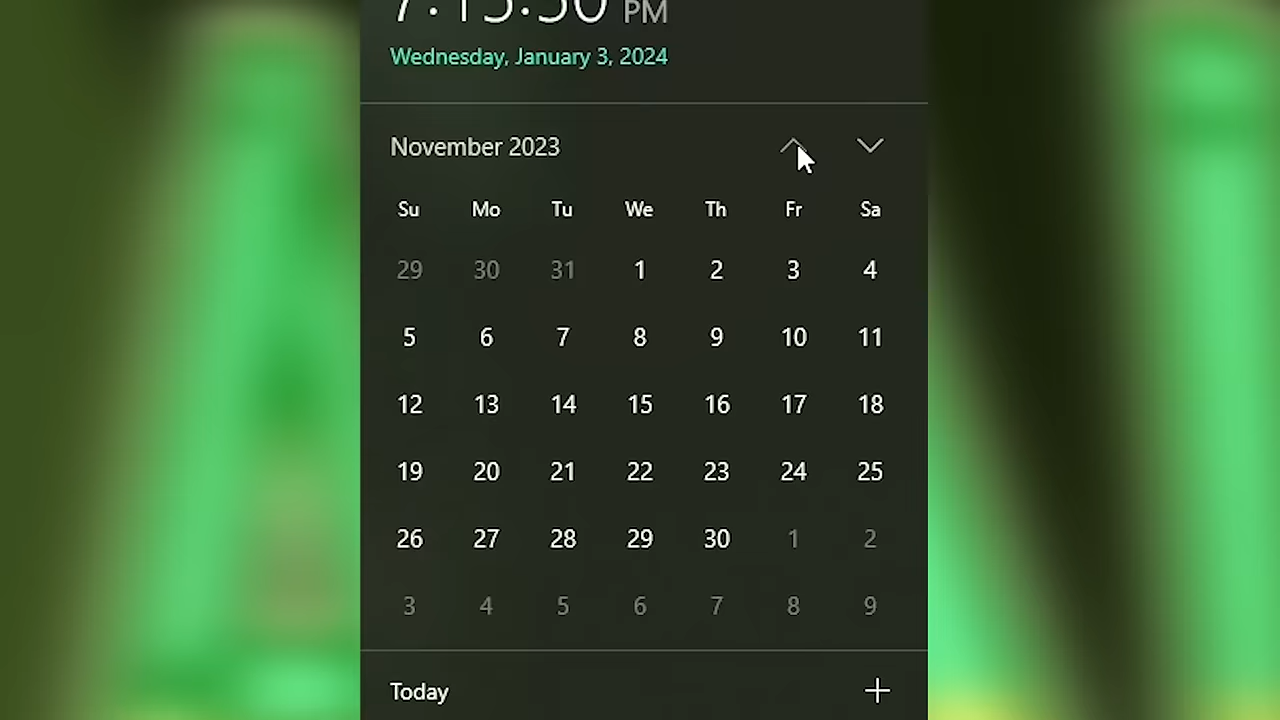 7:15:50 PM
Wednesday, January 3, 2024
November 2023
Su Mo Tu We Th Fr Sa
29 30 31 1 2 3 4
5 6 7 8 9 10 11
12 13 14 15 16 17 18
19 20 21 22 23 24 25
26 27 28 29 30 1 2
3 4 5 6 7 8 9
Today